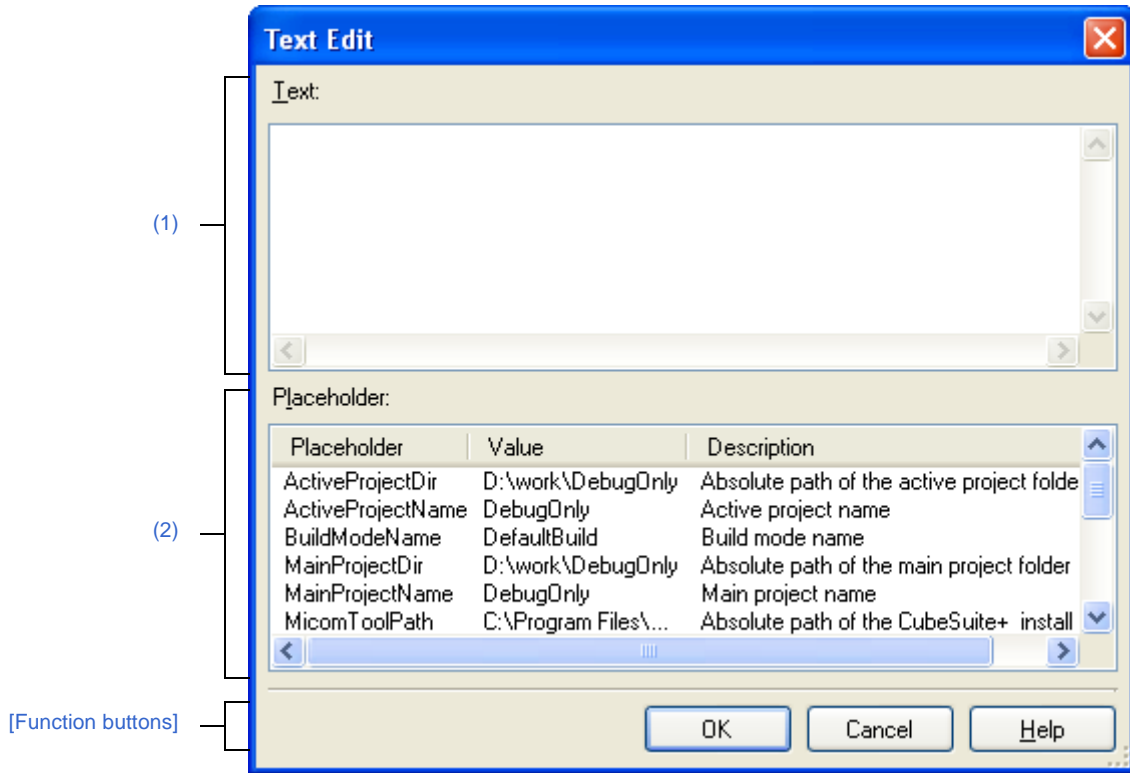 Text Edit
Text:
(1)
Placeholder:
Placeholder Value Description
ActiveProjectDir D:\work\DebugOnly Absolute path of the active project folde
ActiveProjectName DebugOnly Active project name
(2)
BuildModeName DefaultBuild Build mode name
MainProjectDir D:\work\DebugOnly Absolute path of the main project folder
MainProjectName DebugOnly Main project name
MicomToolPath C:\Program Files\... Absolute path of the CubeSuite+ install
[Function buttons]
OK Cancel Help